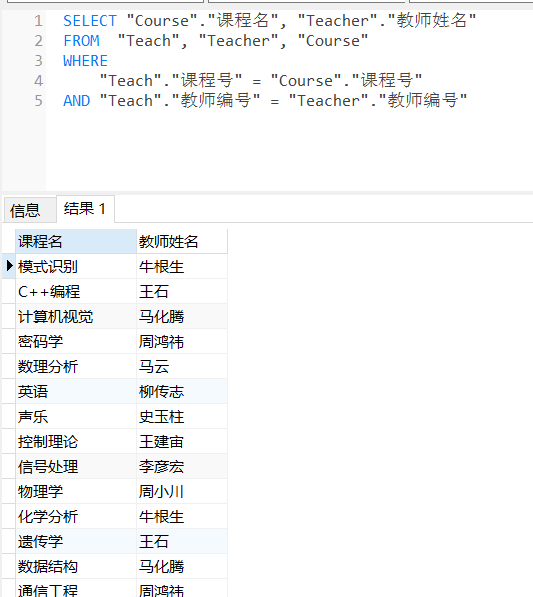 1 SELECT "Course"."课程名", "Teacher"."教师姓名"
2 FROM "Teach", "Teacher", "Course"
3 WHERE
4 "Teach"."课程号" = "Course"."课程号"
5 AND "Teach"."教师编号" = "Teacher"."教师编号"
信息 结果 1
课程名 教师姓名
模式识别 牛根生
C++编程 王石
计算机视觉 马化腾
密码学 周鸿祎
数理分析 马云
英语 柳传志
声乐 史玉柱
控制理论 王建宙
信号处理 李彦宏
物理学 周小川
化学分析 牛根生
遗传学 王石
数据结构 马化腾
通信工程 周鸿祎